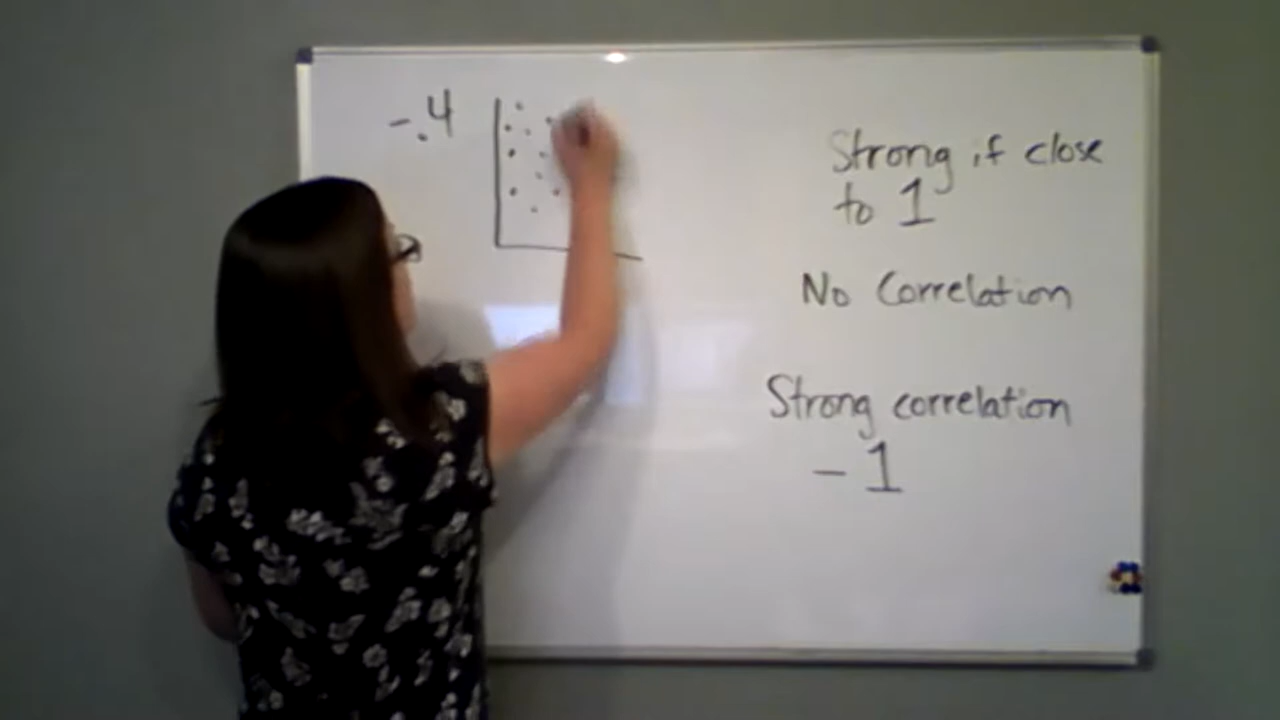 -.4
Strong if close
to 1
No Correlation
Strong correlation
- 1